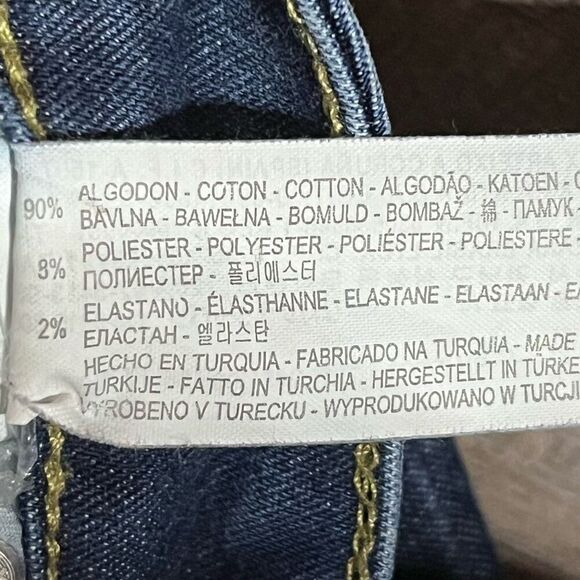 90% ALGODON - COTON - COTTON - ALGODÃO - KATOEN -
BAVLNA - BAWEŁNA - BOMULD - BOMBAŽ - 綿 - ПАМУК -
8% POLIESTER - POLYESTER - POLIÉSTER - POLIESTERE
ПОЛИЕСТЕР - 폴리에스터
2% ELASTANO - ÉLASTHANNE - ELASTANE - ELASTAAN -
ЕЛАСТАН - 엘라스탄
HECHO EN TURQUIA - FABRICADO NA TURQUIA - MADE
TURKIJE - FATTO IN TURCHIA - HERGESTELLT IN TÜRKE
VYROBENO V TURECKU - WYPRODUKOWANO W TURCJI